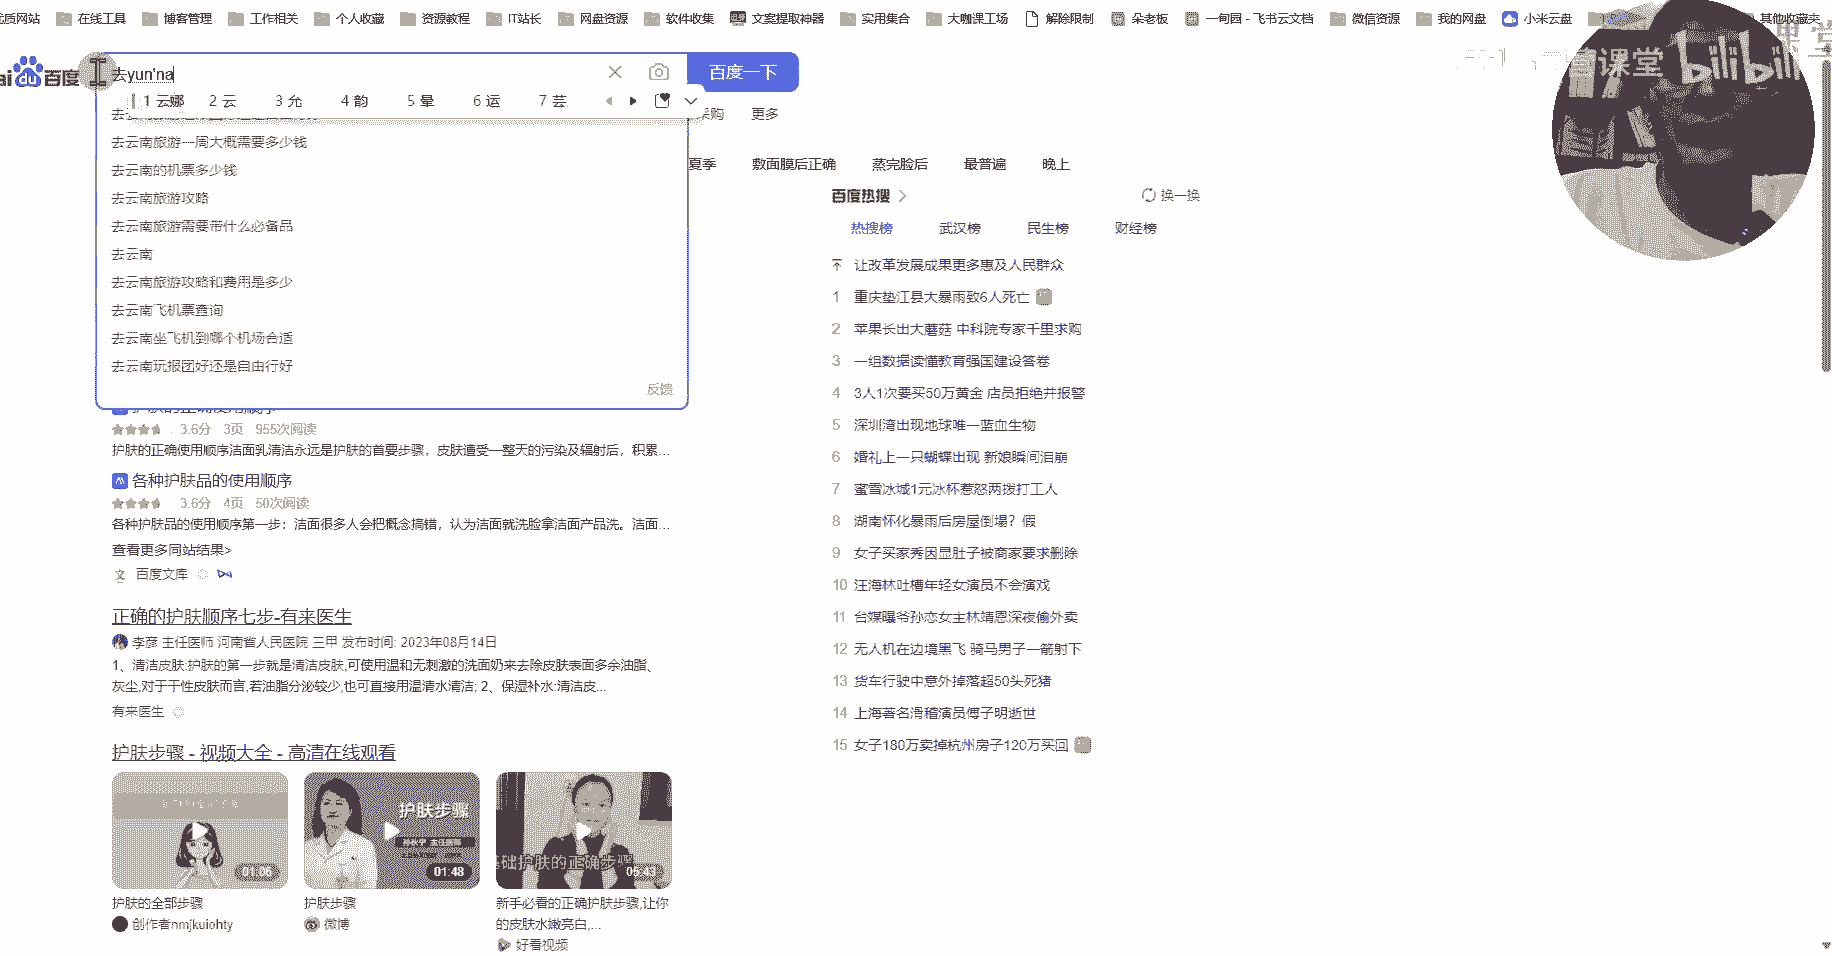 优质网站 在线工具 博客管理 工作相关 个人收藏 资源教程 IT站长 网盘资源 软件收集 文案提取神器 实用集合 大咖课工场 解除限制 朵老板 一甸园 - 飞书云文档 微信资源 我的网盘 小米云盘 其他收藏夹
课堂 bilibili
du百度 去yun'na 百度一下
1 云娜 2 云 3 允 4 韵 5 晕 6 运 7 芸
采购 更多
去云南旅游一周大概需要多少钱
去云南的机票多少钱
去云南旅游攻略
去云南旅游需要带什么必备品
去云南
去云南旅游攻略和费用是多少
去云南飞机票查询
去云南坐飞机到哪个机场合适
去云南玩报团好还是自由行好
反馈
夏季 敷面膜后正确 蒸完脸后 最普遍 晚上
百度热搜 换一换
热搜榜 武汉榜 民生榜 财经榜
让改革发展成果更多惠及人民群众
1 重庆垫江县大暴雨致6人死亡
2 苹果长出大蘑菇 中科院专家千里求购
3 一组数据读懂教育强国建设答卷
4 3人1次要买50万黄金 店员拒绝并报警
5 深圳湾出现地球唯一蓝血生物
6 婚礼上一只蝴蝶出现 新娘瞬间泪崩
7 蜜雪冰城1元冰杯惹怒两拨打工人
8 湖南怀化暴雨后房屋倒塌？假
9 女子买家秀因显肚子被商家要求删除
10 汪海林吐槽年轻女演员不会演戏
11 台媒曝爷孙恋女主林靖恩深夜偷外卖
12 无人机在边境黑飞 骑马男子一箭射下
13 货车行驶中意外掉落超50头死猪
14 上海著名滑稽演员傅子明逝世
15 女子180万卖掉杭州房子120万买回
护肤的正确使用顺序
3.6分 3页 955次阅读
护肤的正确使用顺序洁面乳清洁永远是护肤的首要步骤，皮肤遭受一整天的污染及辐射后，积累...
各种护肤品的使用顺序
3.6分 4页 50次阅读
各种护肤品的使用顺序第一步：洁面很多人会把概念搞错，认为洁面就洗脸拿洁面产品洗。洁面...
查看更多同站结果>
百度文库
正确的护肤顺序七步-有来医生
李彦 主任医师 河南省人民医院 三甲 发布时间: 2023年08月14日
1、清洁皮肤:护肤的第一步就是清洁皮肤,可使用温和无刺激的洗面奶来去除皮肤表面多余油脂、
灰尘,对于干性皮肤而言,若油脂分泌较少,也可直接用温清水清洁; 2、保湿补水:清洁皮...
有来医生
护肤步骤 - 视频大全 - 高清在线观看
01:06
护肤步骤
01:48
基础护肤的正确步骤
05:43
护肤的全部步骤
创作者nmjkuiohty
护肤步骤
微博
新手必看的正确护肤步骤,让你
的皮肤水嫩亮白,...
好看视频